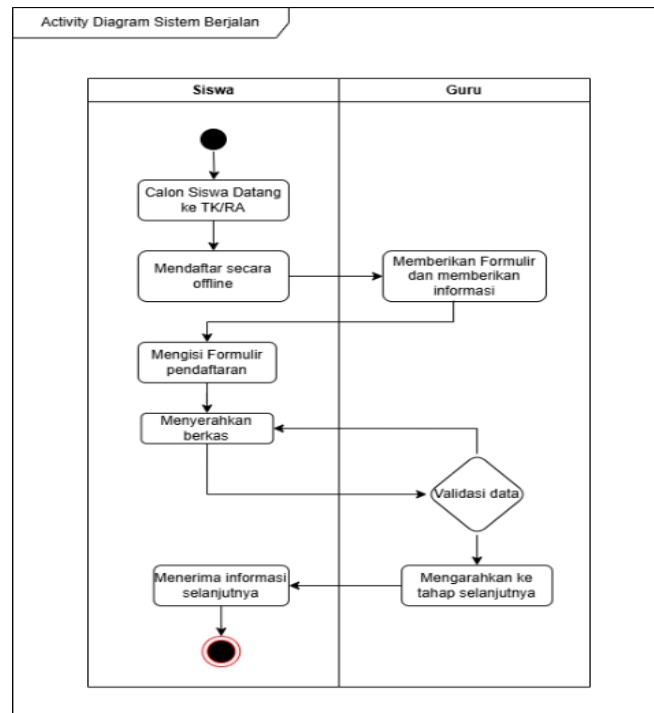 Activity Diagram Sistem Berjalan
Siswa
Guru
Calon Siswa Datang
ke TK/RA
Mendaftar secara
offline
Memberikan Formulir
dan memberikan
informasi
Mengisi Formulir
pendaftaran
Menyerahkan
berkas
Validasi data
Mengarahkan ke
tahap selanjutnya
Menerima informasi
selanjutnya